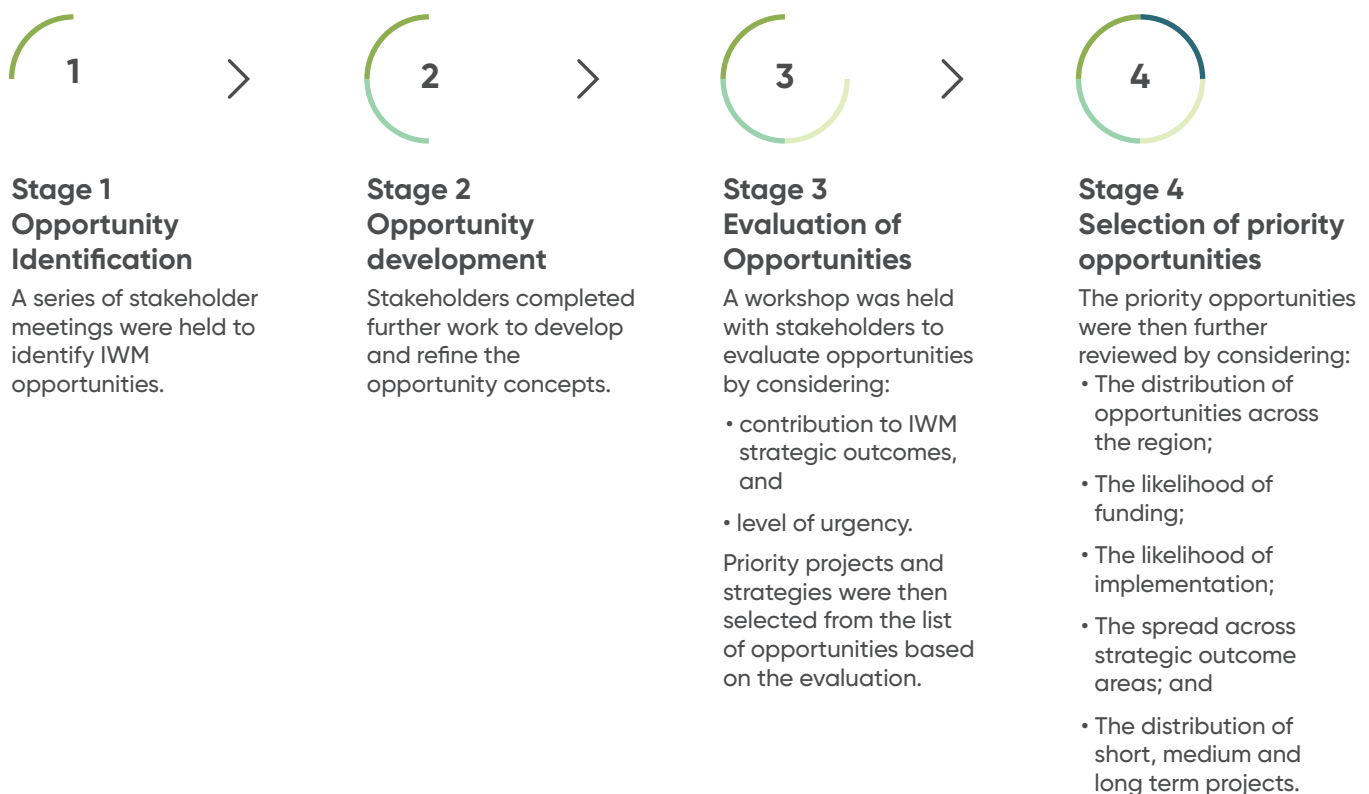 1
Stage 1
Opportunity
Identification
A series of stakeholder
meetings were held to
identify IWM
opportunities.
2
Stage 2
Opportunity
development
Stakeholders completed
further work to develop
and refine the
opportunity concepts.
3
Stage 3
Evaluation of
Opportunities
A workshop was held
with stakeholders to
evaluate opportunities
by considering:
• contribution to IWM
strategic outcomes,
and
• level of urgency.
Priority projects and
strategies were then
selected from the list
of opportunities based
on the evaluation.
4
Stage 4
Selection of priority
opportunities
The priority opportunities
were then further
reviewed by considering:
• The distribution of
opportunities across
the region;
• The likelihood of
funding;
• The likelihood of
implementation;
• The spread across
strategic outcome
areas; and
• The distribution of
short, medium and
long term projects.